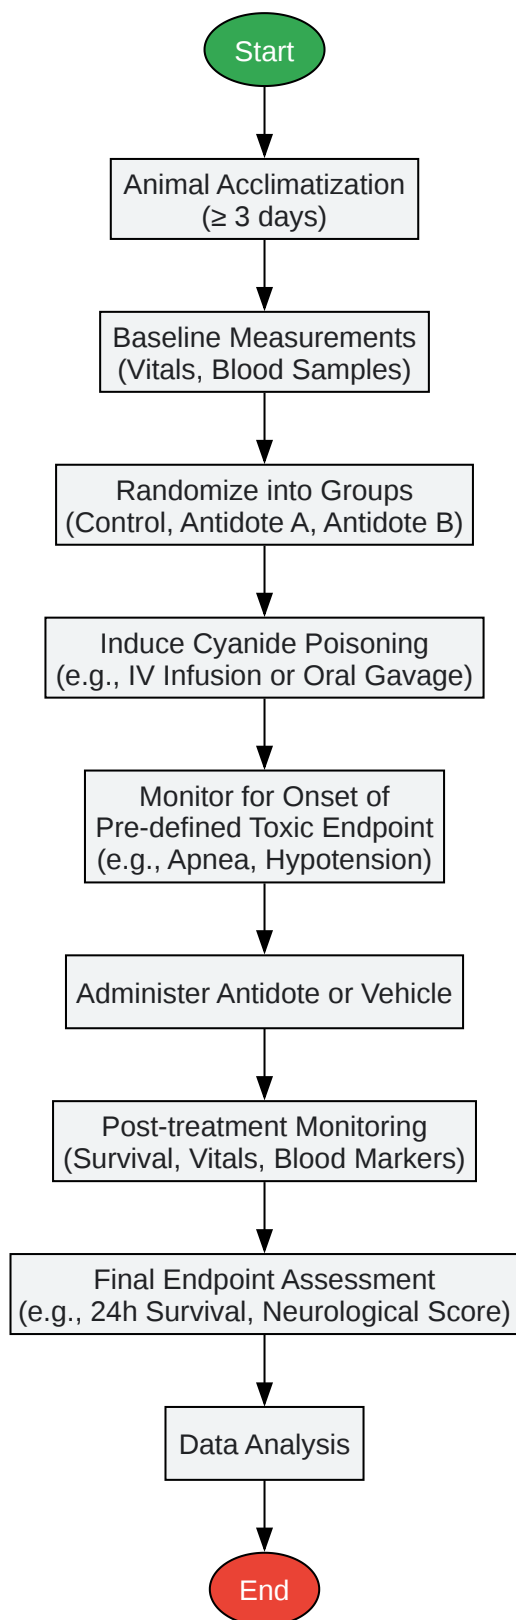 Start
Animal Acclimatization
(≥ 3 days)
Baseline Measurements
(Vitals, Blood Samples)
Randomize into Groups
(Control, Antidote A, Antidote B)
Induce Cyanide Poisoning
(e.g., IV Infusion or Oral Gavage)
Monitor for Onset of
Pre-defined Toxic Endpoint
(e.g., Apnea, Hypotension)
Administer Antidote or Vehicle
Post-treatment Monitoring
(Survival, Vitals, Blood Markers)
Final Endpoint Assessment
(e.g., 24h Survival, Neurological Score)
Data Analysis
End